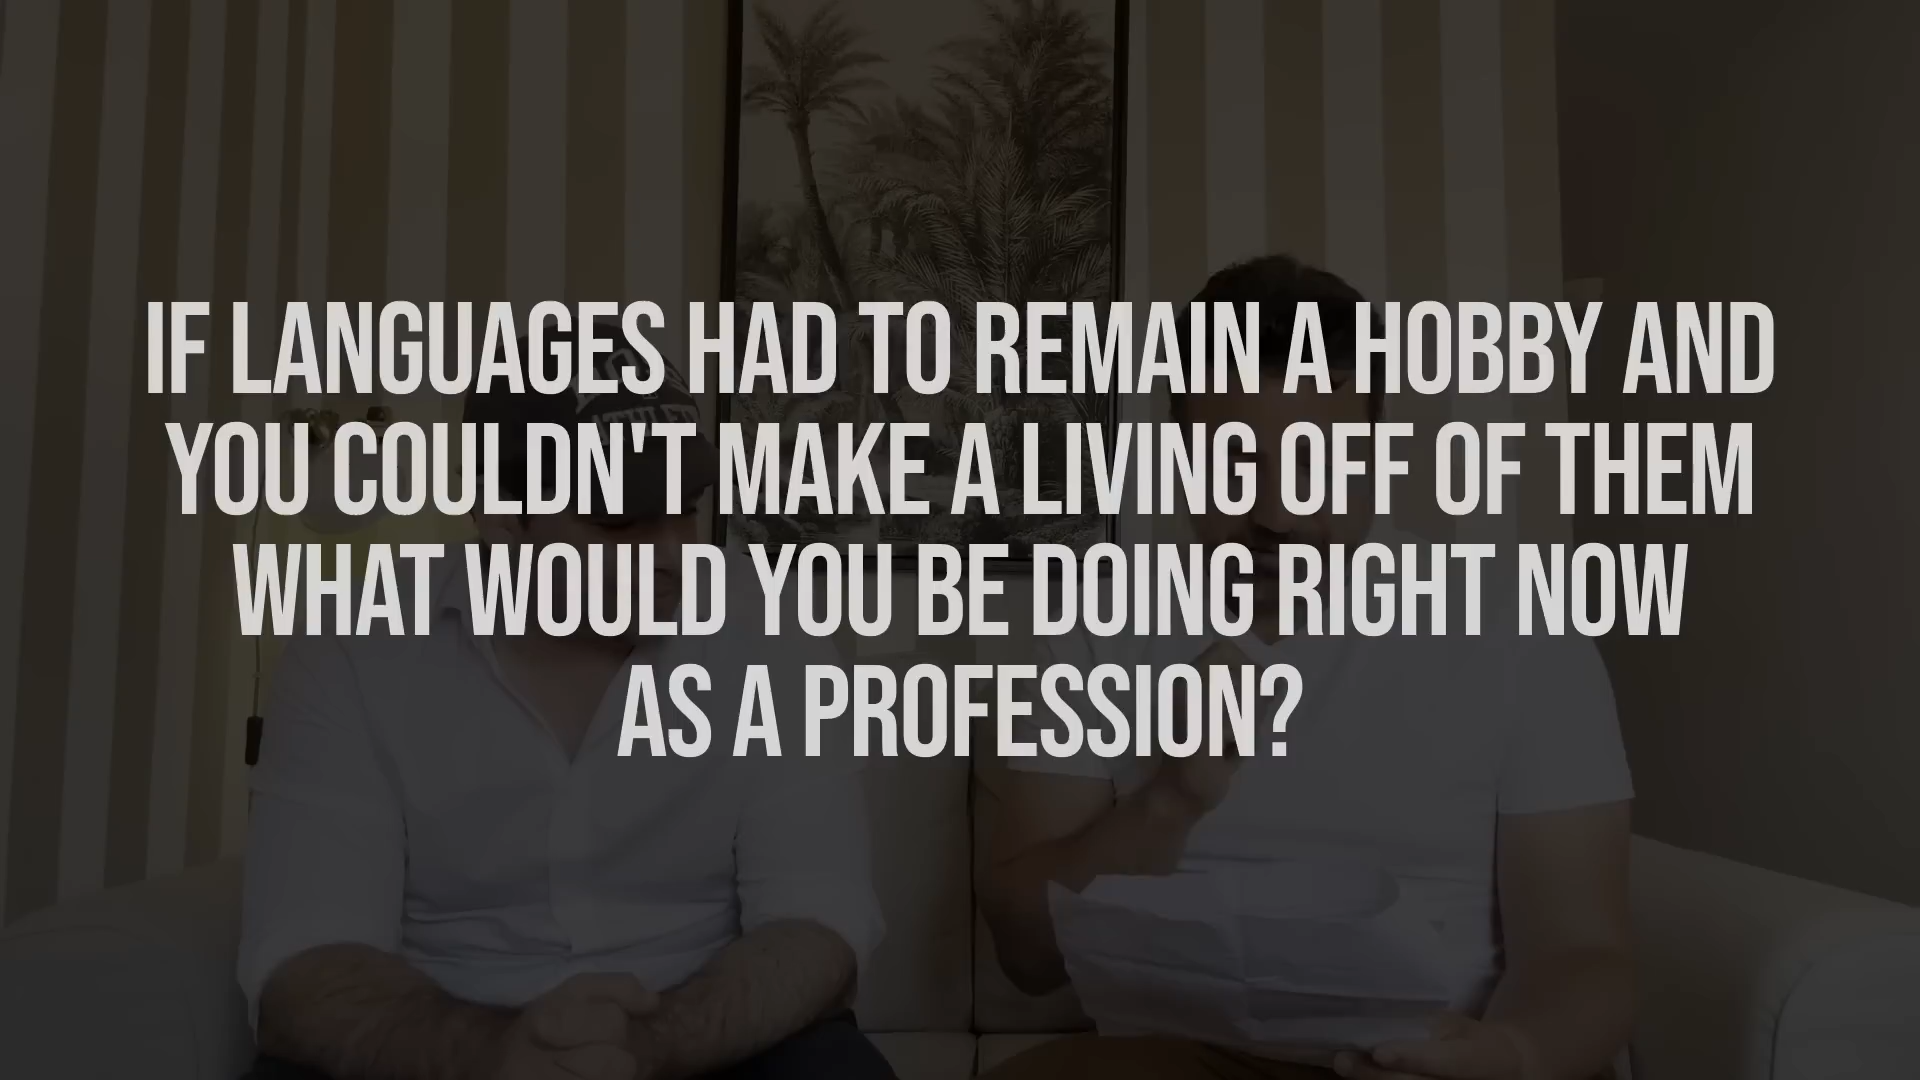 IF LANGUAGES HAD TO REMAIN A HOBBY AND
YOU COULDN'T MAKE A LIVING OFF OF THEM
WHAT WOULD YOU BE DOING RIGHT NOW
AS A PROFESSION?